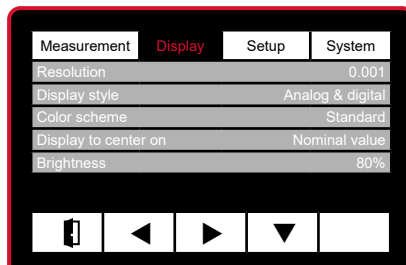 Measurement Display Setup System
Resolution 0.001
Display style Analog & digital
Color scheme Standard
Display to center on Nominal value
Brightness 80%